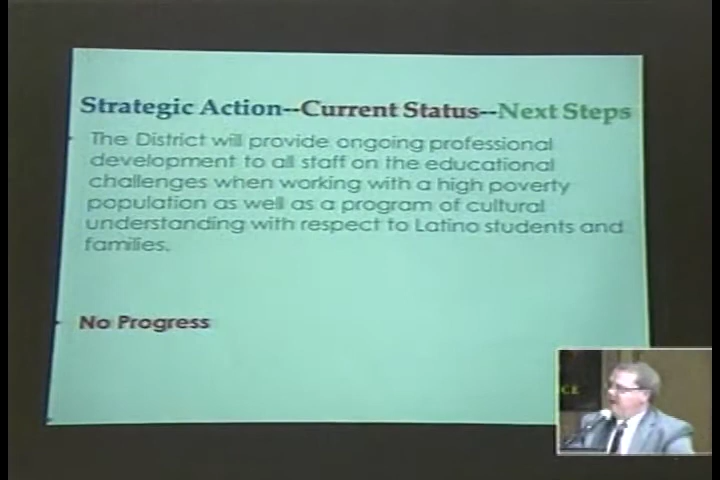 Strategic Action--Current Status--Next Steps
The District will provide ongoing professional
development to all staff on the educational
challenges when working with a high poverty
population as well as a program of cultural
understanding with respect to Latino students and
families.
No Progress
CE